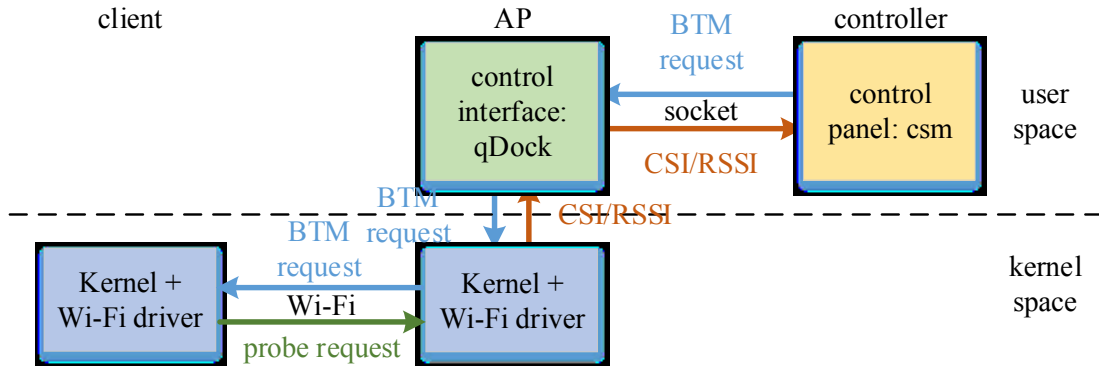 client
AP
controller
BTM
request
control
interface:
qDock
control
panel: csm
user
space
socket
CSI/RSSI
BTM
request
CSI/RSSI
BTM
request
Kernel +
Wi-Fi driver
Wi-Fi
probe request
Kernel +
Wi-Fi driver
kernel
space